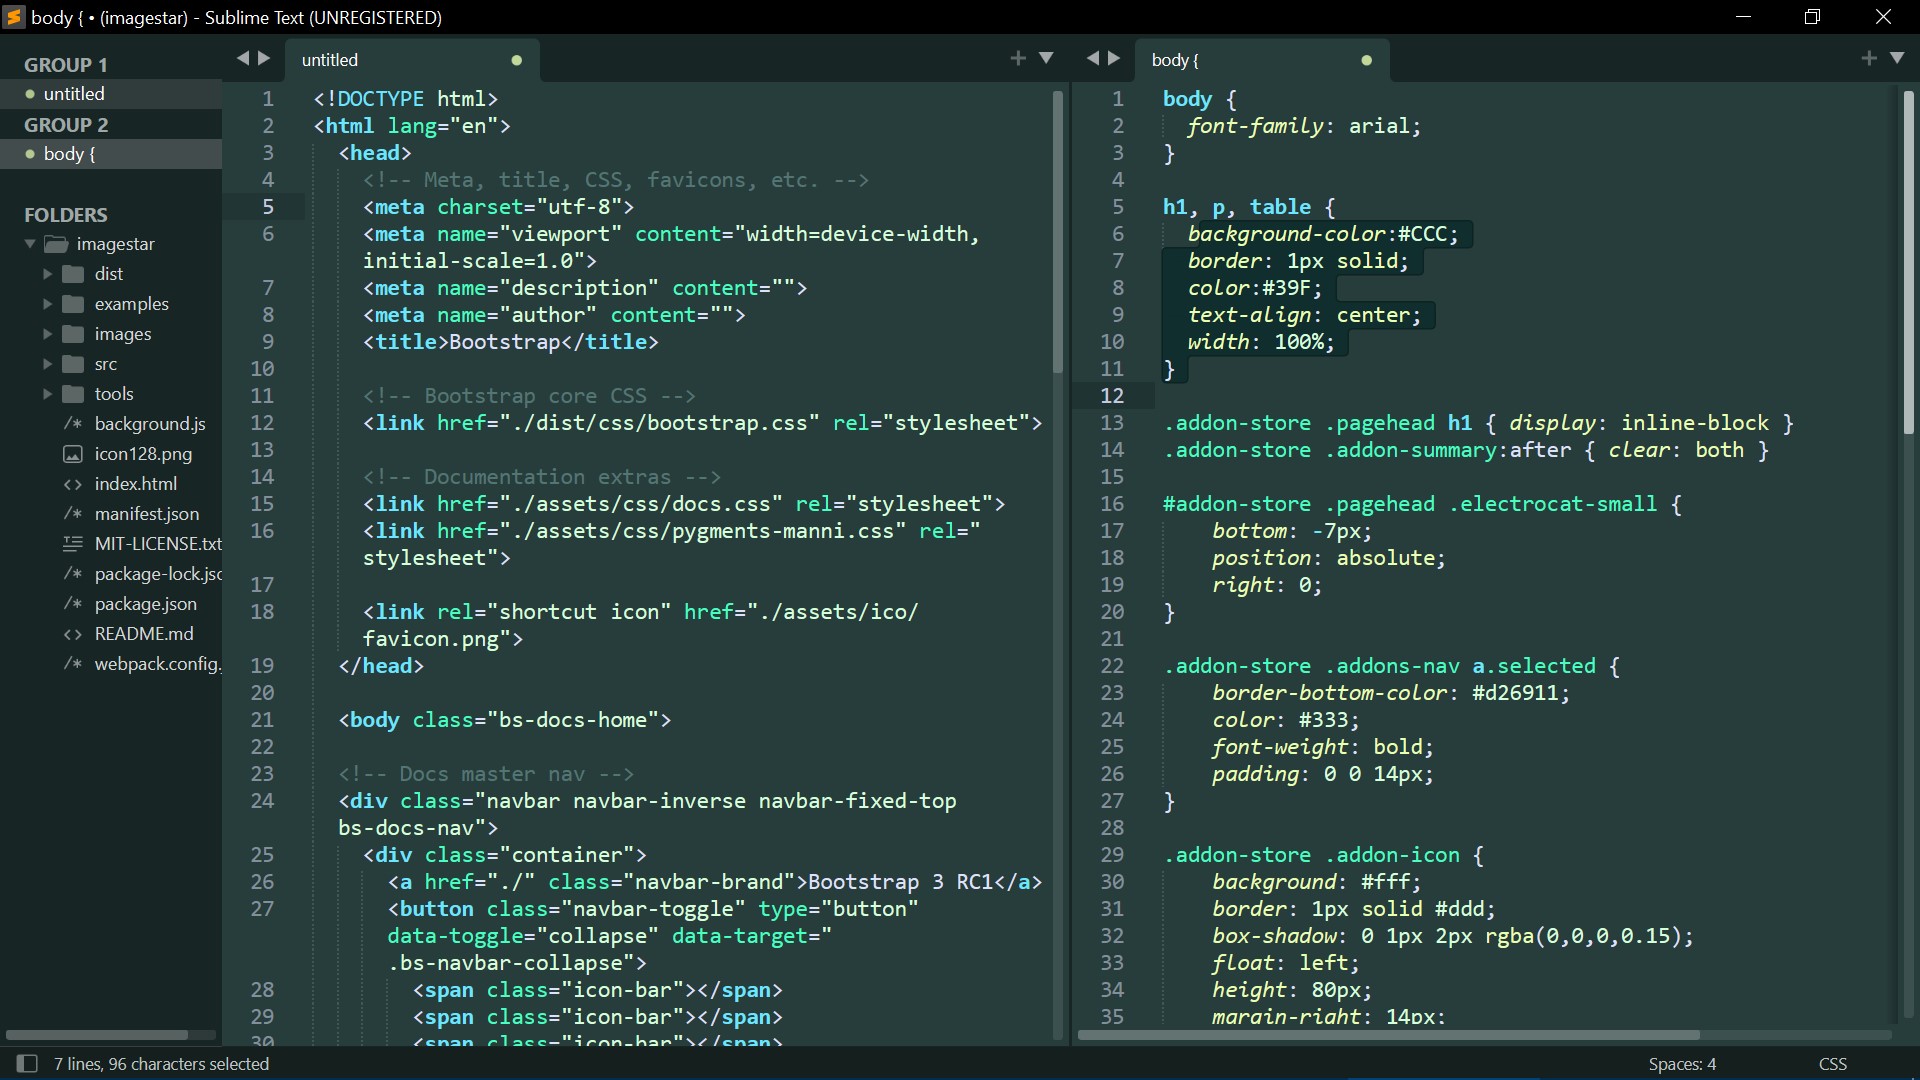 body { • (imagestar) - Sublime Text (UNREGISTERED)
GROUP 1
untitled
GROUP 2
body {
FOLDERS
imagestar
dist
examples
images
src
tools
/* background.js
icon128.png
<> index.html
/* manifest.json
MIT-LICENSE.txt
/* package-lock.jso
/* package.json
<> README.md
/* webpack.config.
untitled
1 <!DOCTYPE html>
2 <html lang="en">
3 <head>
4 <!-- Meta, title, CSS, favicons, etc. -->
5 <meta charset="utf-8">
6 <meta name="viewport" content="width=device-width,
initial-scale=1.0">
7 <meta name="description" content="">
8 <meta name="author" content="">
9 <title>Bootstrap</title>
10
11 <!-- Bootstrap core CSS -->
12 <link href="./dist/css/bootstrap.css" rel="stylesheet">
13
14 <!-- Documentation extras -->
15 <link href="./assets/css/docs.css" rel="stylesheet">
16 <link href="./assets/css/pygments-manni.css" rel="
stylesheet">
17
18 <link rel="shortcut icon" href="./assets/ico/
favicon.png">
19 </head>
20
21 <body class="bs-docs-home">
22
23 <!-- Docs master nav -->
24 <div class="navbar navbar-inverse navbar-fixed-top
bs-docs-nav">
25 <div class="container">
26 <a href="./" class="navbar-brand">Bootstrap 3 RC1</a>
27 <button class="navbar-toggle" type="button"
data-toggle="collapse" data-target="
.bs-navbar-collapse">
28 <span class="icon-bar"></span>
29 <span class="icon-bar"></span>
30 <span class="icon-bar"></span>
body {
1 body {
2 font-family: arial;
3 }
4
5 h1, p, table {
6 background-color:#CCC;
7 border: 1px solid;
8 color:#39F;
9 text-align: center;
10 width: 100%;
11 }
12
13 .addon-store .pagehead h1 { display: inline-block }
14 .addon-store .addon-summary:after { clear: both }
15
16 #addon-store .pagehead .electrocat-small {
17 bottom: -7px;
18 position: absolute;
19 right: 0;
20 }
21
22 .addon-store .addons-nav a.selected {
23 border-bottom-color: #d26911;
24 color: #333;
25 font-weight: bold;
26 padding: 0 0 14px;
27 }
28
29 .addon-store .addon-icon {
30 background: #fff;
31 border: 1px solid #ddd;
32 box-shadow: 0 1px 2px rgba(0,0,0,0.15);
33 float: left;
34 height: 80px;
35 margin-right: 14px;
7 lines, 96 characters selected
Spaces: 4
CSS